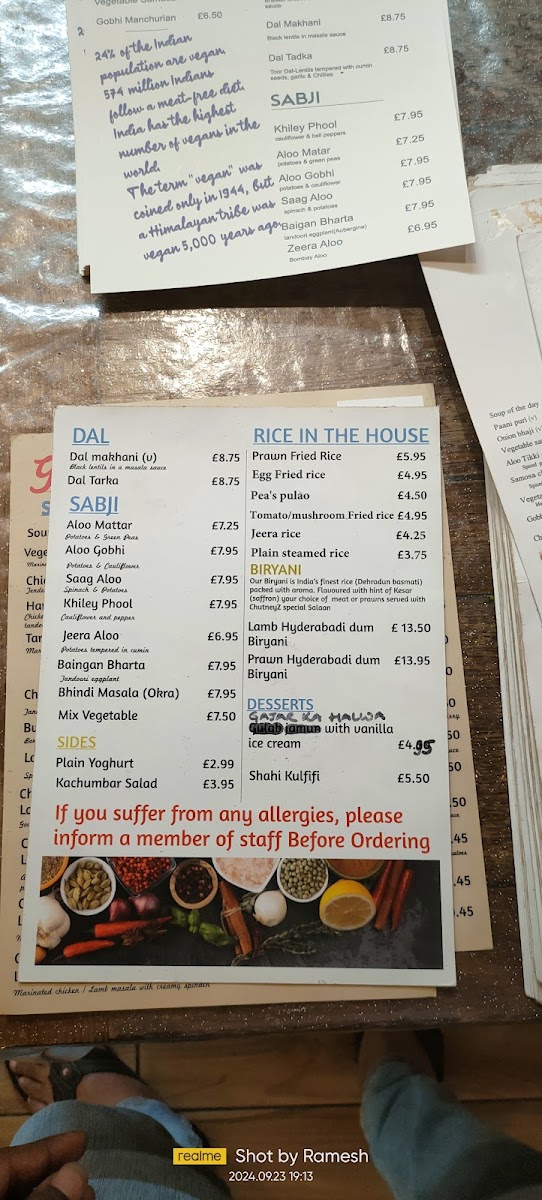 Gobhi Manchurian £6.50
24% of the Indian
population are vegan.
574 million Indians
follow a meat-free diet.
India has the highest
number of vegans in the
world.
The term "vegan" was
coined only in 1944, but
a Himalayan tribe was
vegan 5,000 years ago.
sauce
Dal Makhani £8.75
Black lentils in masala sauce
Dal Tadka £8.75
Toor Dal-Lentils tempered with cumin
seeds, garlic & Chillies
SABJI
Khiley Phool £7.95
cauliflower & bell peppers
Aloo Matar £7.25
potatoes & green peas
Aloo Gobhi £7.95
potatoes & cauliflower
Saag Aloo £7.95
spinach & potatoes
Baigan Bharta £7.95
tandoori eggplant(Aubergine)
Zeera Aloo £6.95
Bombay Aloo
Soup of the day
Paani puri (v)
Onion bhaji (v)
Aloo Tikki
DAL
Dal makhani (v) £8.75
Black lentils in a masala sauce
Dal Tarka £8.75
SABJI
Aloo Mattar £7.25
Potatoes & Green Peas
Aloo Gobhi £7.95
Potatoes & Cauliflower
Saag Aloo £7.95
Spinach & Potatoes
Khiley Phool £7.95
Cauliflower and pepper
Jeera Aloo £6.95
Potatoes tempered in cumin
Baingan Bharta £7.95
Tandoori eggplant
Bhindi Masala (Okra) £7.95
Mix Vegetable £7.50
SIDES
Plain Yoghurt £2.99
Kachumbar Salad £3.95
RICE IN THE HOUSE
Prawn Fried Rice £5.95
Egg Fried rice £4.95
Pea's pulao £4.50
Tomato/mushroom Fried rice £4.95
Jeera rice £4.25
Plain steamed rice £3.75
BIRYANI
Our Biryani is India's finest rice (Dehradun basmati)
packed with aroma. Flavoured with hint of Kesar
(saffron) your choice of meat or prawns served with
ChutneyZ special Salaan
Lamb Hyderabadi dum £ 13.50
Biryani
Prawn Hyderabadi dum £13.95
Biryani
DESSERTS
GAJAR KA HALWA
Gulab jamun with vanilla
ice cream £4.95
Shahi Kulfifi £5.50
If you suffer from any allergies, please
inform a member of staff Before Ordering
Marinated chicken / Lamb masala with creamy spinach
realme Shot by Ramesh
2024.09.23 19:13